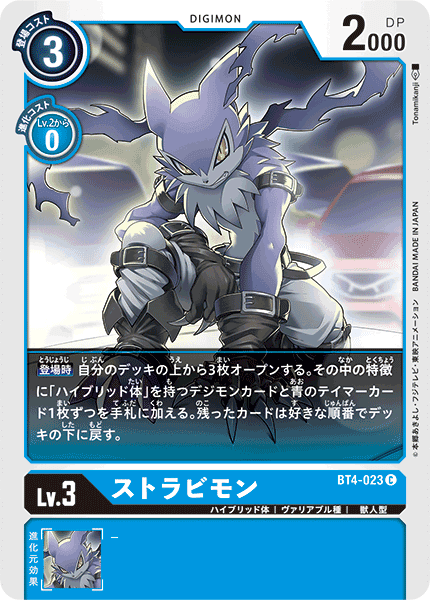 登場コスト
3
DIGIMON
DP
2000
進化コスト
Lv.2から
0
Tonamikanji
登場時 自分のデッキの上から3枚オープンする。その中の特徴
に「ハイブリッド体」を持つデジモンカードと青のテイマーカー
ド1枚ずつを手札に加える。残ったカードは好きな順番でデッ
キの下に戻す。
© 本郷あきよし・フジテレビ・東映アニメーション BANDAI MADE IN JAPAN
Lv.3
ストラビモン
BT4-023 C
ハイブリッド体 | ヴァリアブル種 | 獣人型
進化元効果
—